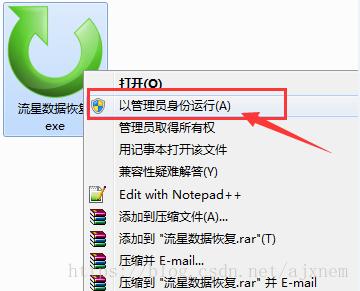 流星数据恢复
exe
打开(O)
以管理员身份运行(A)
管理员取得所有权
用记事本打开该文件
兼容性疑难解答(Y)
Edit with Notepad++
添加到压缩文件(A)...
添加到 "流星数据恢复.rar"(T)
压缩并 E-mail...
压缩到 "流星数据恢复.rar" 并 E-mail
https://blog.csdn.net/ajxnem